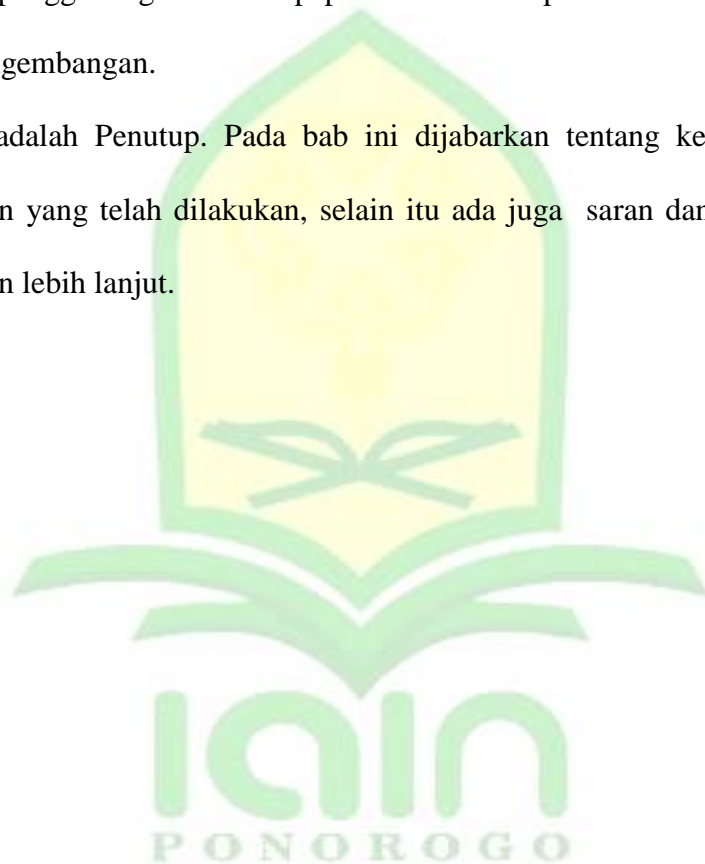 gembangan.
adalah Penutup. Pada bab ini dijabarkan tentang ke
n yang telah dilakukan, selain itu ada juga saran dan
n lebih lanjut.
iain
PONOROGO